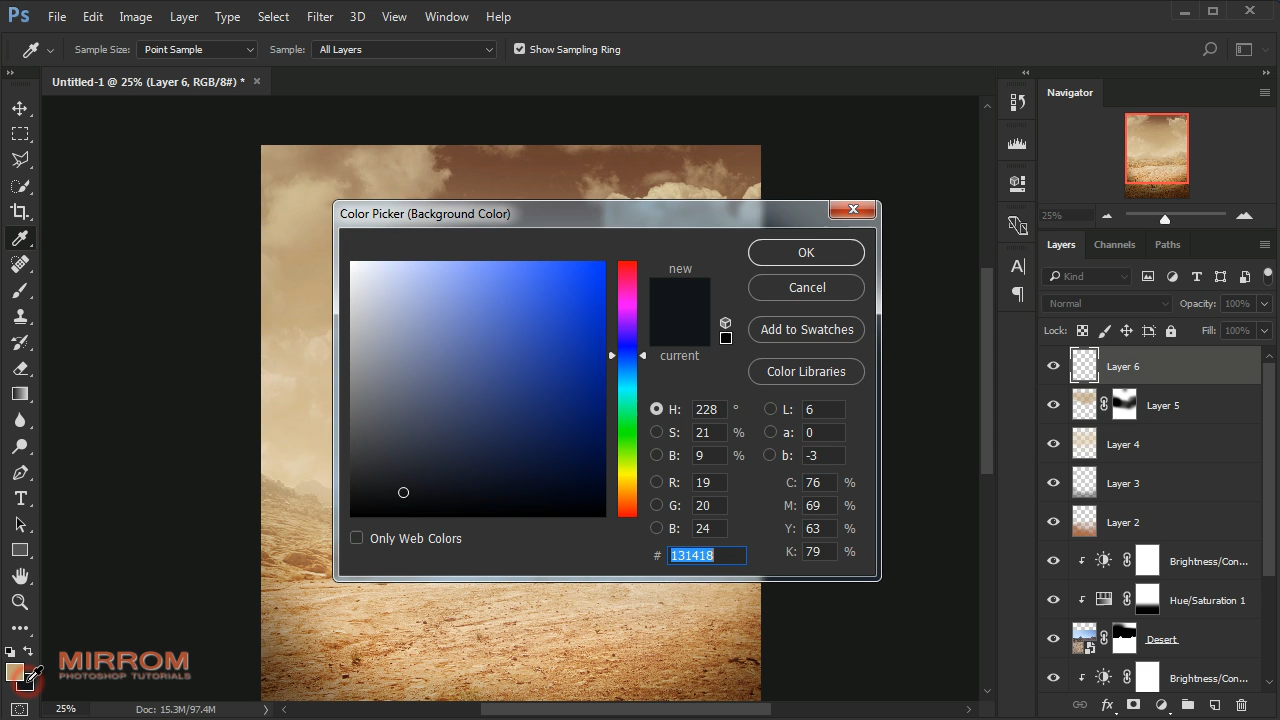 Ps File Edit Image Layer Type Select Filter 3D View Window Help
Sample Size: Point Sample Sample: All Layers Show Sampling Ring
Untitled-1 @ 25% (Layer 6, RGB/8#) *
Navigator
25%
Color Picker (Background Color)
new
current
OK
Cancel
Add to Swatches
Color Libraries
H: 228 °
S: 21 %
B: 9 %
R: 19
G: 20
B: 24
# 131418
L: 6
a: 0
b: -3
C: 76 %
M: 69 %
Y: 63 %
K: 79 %
Only Web Colors
Layers Channels Paths
Kind
Normal Opacity: 100%
Lock: Fill: 100%
Layer 6
Layer 5
Layer 4
Layer 3
Layer 2
Brightness/Con...
Hue/Saturation 1
Desert
Brightness/Con...
MIRROM
PHOTOSHOP TUTORIALS
25% Doc: 15.3M/97.4M